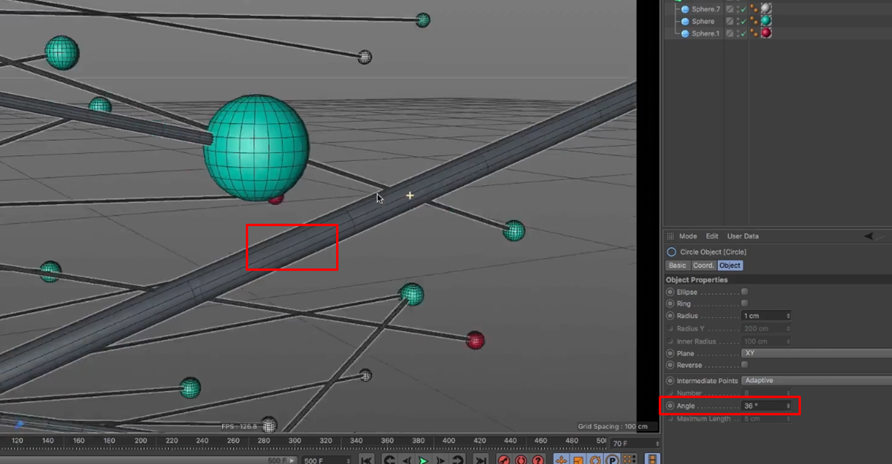 Sphere.7
Sphere
Sphere.1
Mode Edit User Data
Circle Object [Circle]
Basic Coord. Object
Object Properties
Ellipse
Ring
Radius 1 cm
Radius Y 200 cm
Inner Radius 100 cm
Plane XY
Reverse
Intermediate Points Adaptive
Number
Angle 36 °
Maximum Length 5 cm
FPS : 126.8
Grid Spacing : 100 cm
120 140 160 180 200 220 240 260 280 300 320 340 360 380 400 420 440 460 480 500 70 F
500 F 500 F